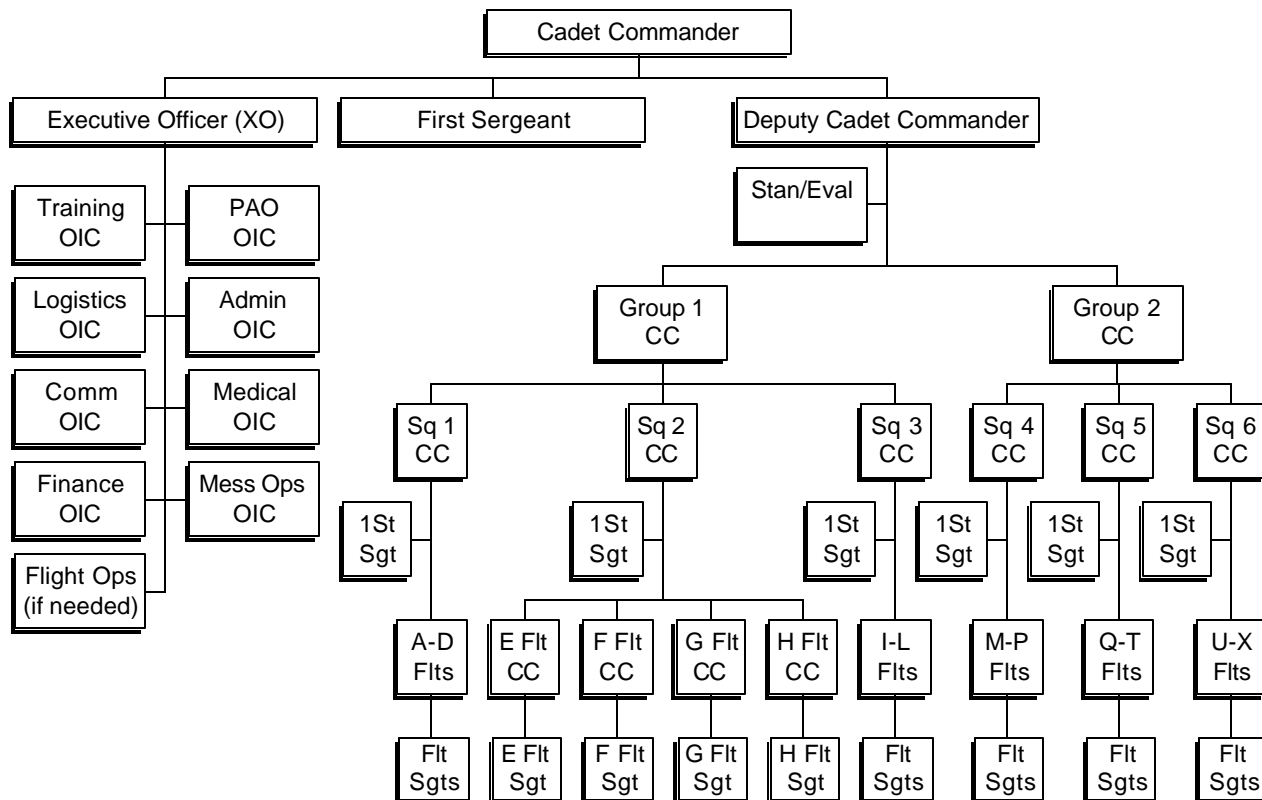 Cadet Commander
Executive Officer (XO)
First Sergeant
Deputy Cadet Commander
Training
OIC
PAO
OIC
Logistics
OIC
Admin
OIC
Comm
OIC
Medical
OIC
Finance
OIC
Mess Ops
OIC
Flight Ops
(if needed)
Stan/Eval
Group 1
CC
Group 2
CC
Sq 1
CC
Sq 2
CC
Sq 3
CC
Sq 4
CC
Sq 5
CC
Sq 6
CC
1St
Sgt
1St
Sgt
1St
Sgt
1St
Sgt
1St
Sgt
1St
Sgt
A-D
Flts
E Flt
CC
F Flt
CC
G Flt
CC
H Flt
CC
I-L
Flts
M-P
Flts
Q-T
Flts
U-X
Flts
Flt
Sgts
E Flt
Sgt
F Flt
Sgt
G Flt
Sgt
H Flt
Sgt
Flt
Sgts
Flt
Sgts
Flt
Sgts
Flt
Sgts